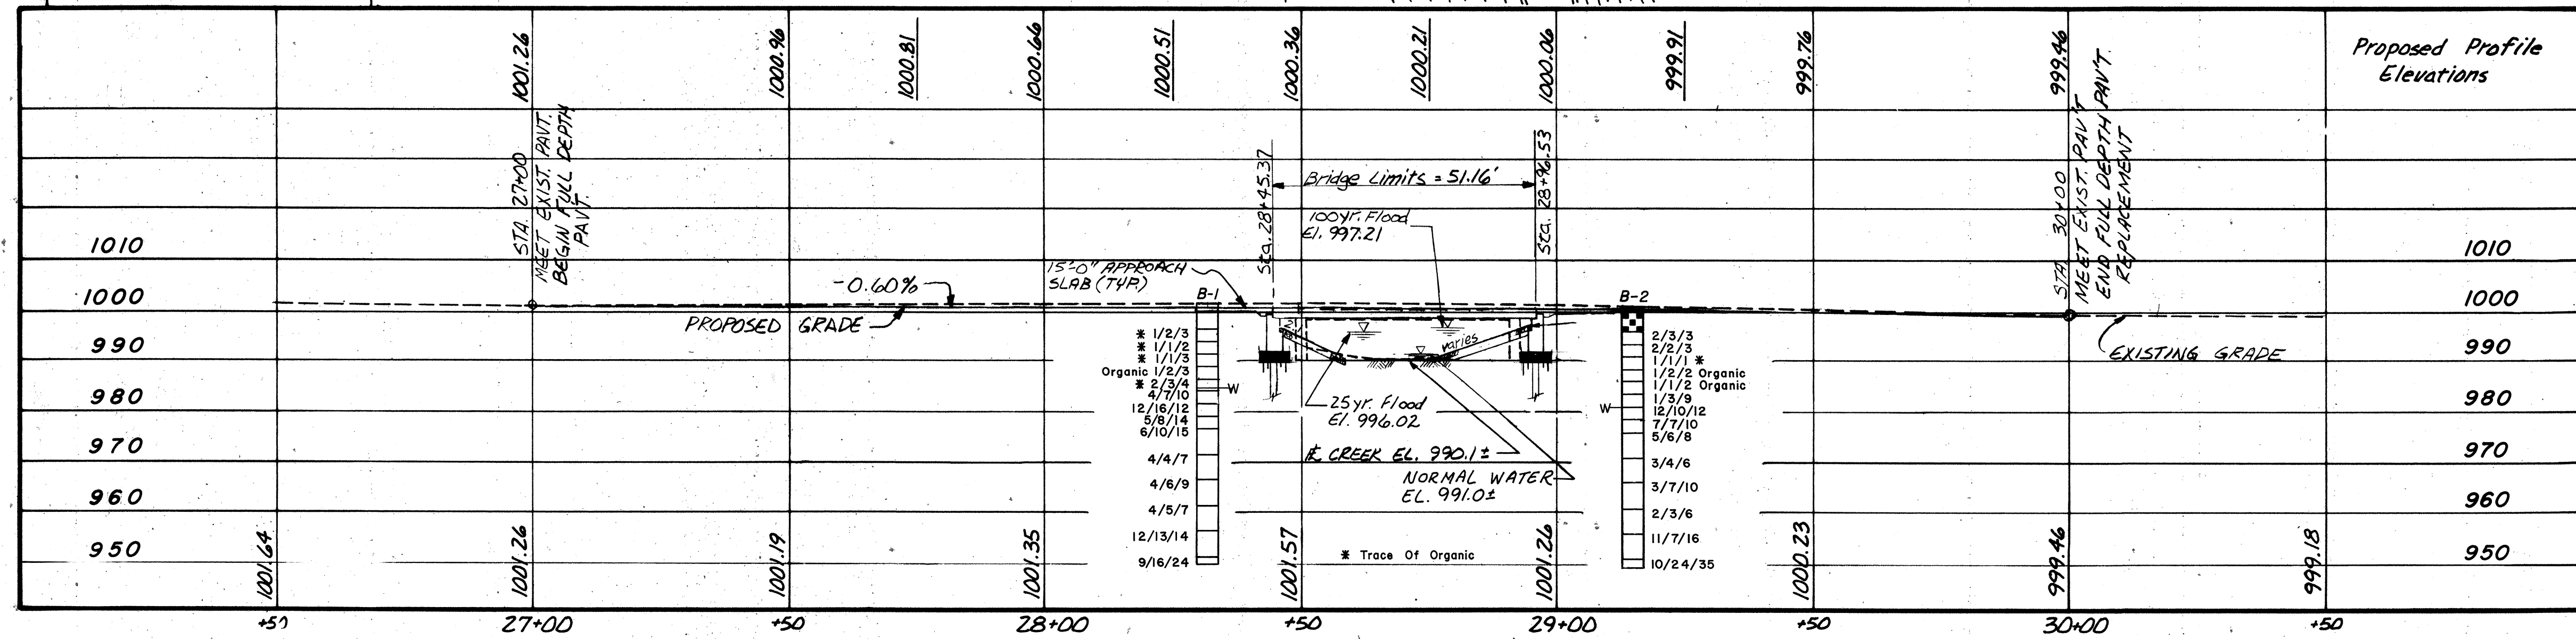 1001.26
1000.96
1000.81
1000.66
1000.51
1000.36
1000.21
1000.06
999.91
999.76
999.46
Proposed Profile
Elevations
STA. 27+00
MEET EXIST. PAVT.
BEGIN FULL DEPTH
PAVT.
Sta. 28+45.37
Bridge Limits = 51.16'
Sta. 28+96.53
STA 30+00
MEET EXIST. PAV'T
END FULL DEPTH PAV'T.
REPLACEMENT
100yr. Flood
El. 997.21
1010
1010
15'-0" APPROACH
SLAB (TYP.)
-0.60%
1000
B-1
B-2
1000
PROPOSED GRADE
990
* 1/2/3
* 1/1/2
* 1/1/3
Organic 1/2/3
* 2/3/4
4/7/10
12/16/12
5/8/14
6/10/15
4/4/7
4/6/9
4/5/7
12/13/14
9/16/24
W
varies
2/3/3
2/2/3
1/1/1 *
1/2/2 Organic
1/1/2 Organic
1/3/9
12/10/12
7/7/10
5/6/8
3/4/6
3/7/10
2/3/6
11/7/16
10/24/35
W
EXISTING GRADE
990
980
25 yr. Flood
El. 996.02
980
970
℄ CREEK EL. 990.1±
970
NORMAL WATER
EL. 991.0±
960
960
950
* Trace Of Organic
950
1001.64
1001.26
1001.19
1001.35
1001.57
1001.26
1000.23
999.46
999.18
27+00
+50
28+00
+50
29+00
+50
30+00
+50